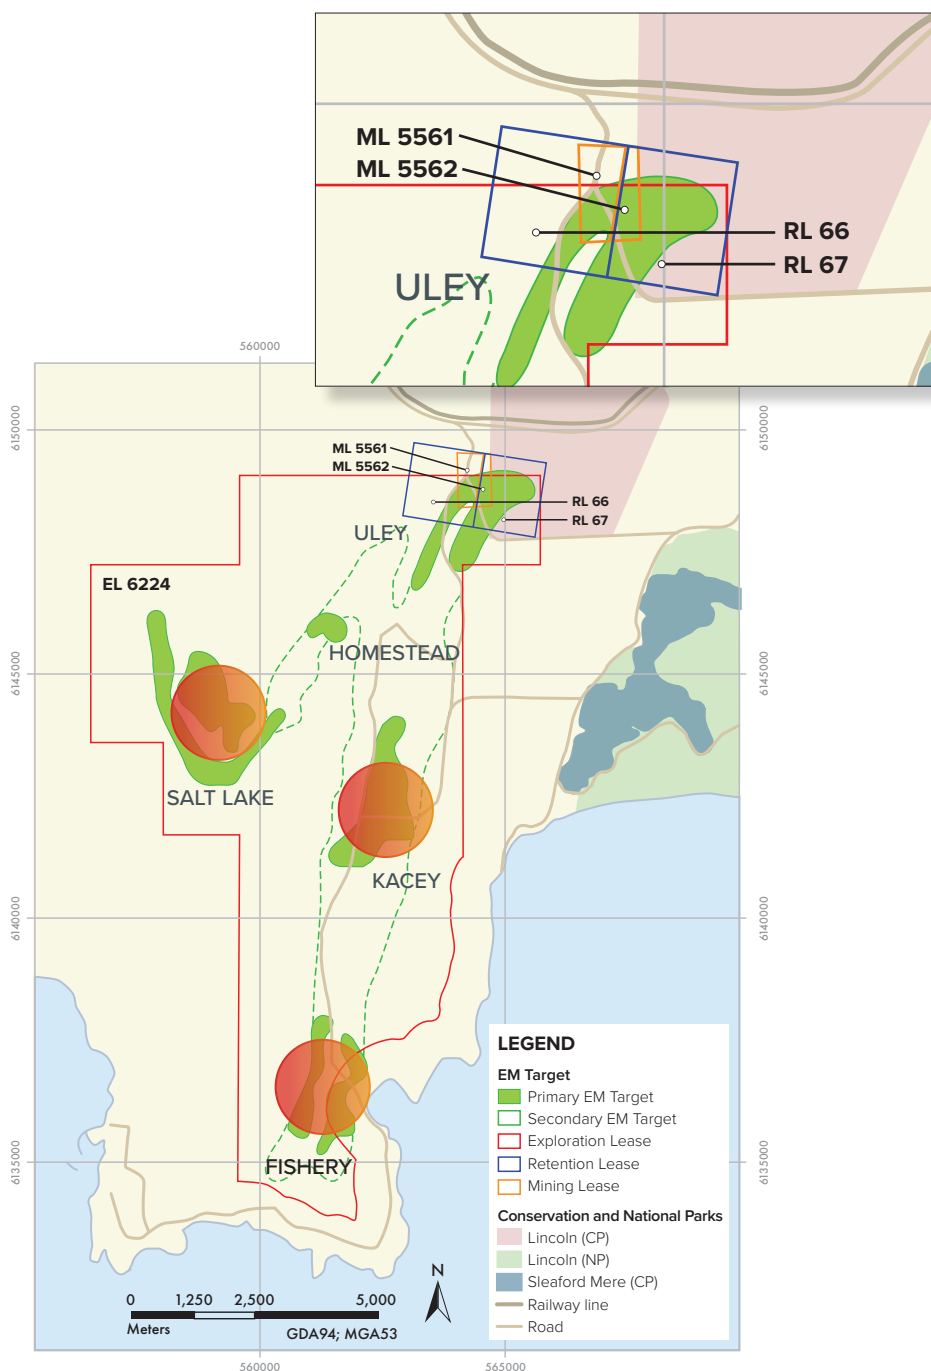 ML 5561
ML 5562
RL 66
RL 67
ULEY
560000
6150000
6150000
ML 5561
ML 5562
RL 66
RL 67
ULEY
EL 6224
HOMESTEAD
6145000
6145000
SALT LAKE
KACEY
6140000
6140000
LEGEND
EM Target
Primary EM Target
Secondary EM Target
Exploration Lease
Retention Lease
Mining Lease
6135000
6135000
FISHERY
Conservation and National Parks
Lincoln (CP)
Lincoln (NP)
Sleaford Mere (CP)
Railway line
Road
N
0 1,250 2,500 5,000
Meters
GDA94; MGA53
560000
565000